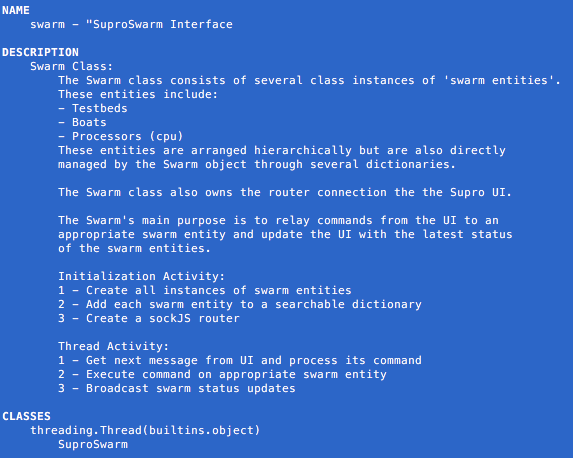 NAME
swarm - "SuproSwarm Interface
DESCRIPTION
Swarm Class:
The Swarm class consists of several class instances of 'swarm entities'.
These entities include:
- Testbeds
- Boats
- Processors (cpu)
These entities are arranged hierarchically but are also directly
managed by the Swarm object through several dictionaries.
The Swarm class also owns the router connection the the Supro UI.
The Swarm's main purpose is to relay commands from the UI to an
appropriate swarm entity and update the UI with the latest status
of the swarm entities.
Initialization Activity:
1 - Create all instances of swarm entities
2 - Add each swarm entity to a searchable dictionary
3 - Create a sockJS router
Thread Activity:
1 - Get next message from UI and process its command
2 - Execute command on appropriate swarm entity
3 - Broadcast swarm status updates
CLASSES
threading.Thread(builtins.object)
SuproSwarm